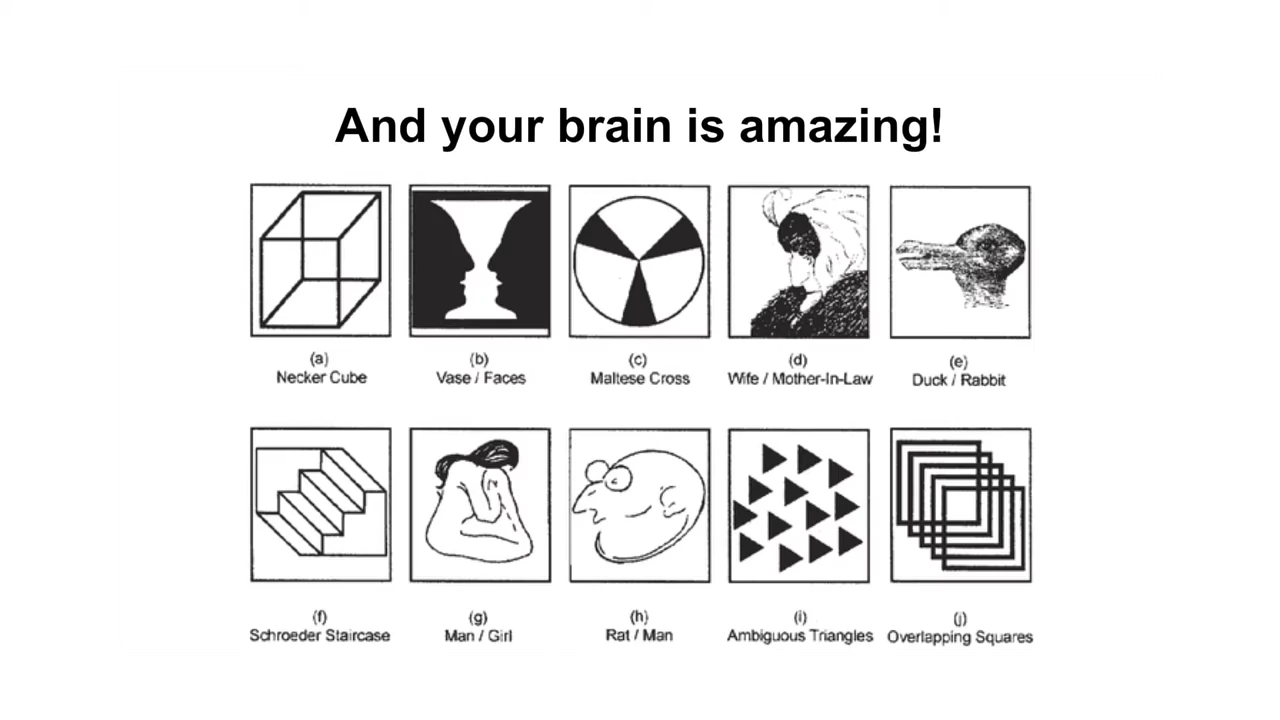 And your brain is amazing!
(a)
Necker Cube
(b)
Vase / Faces
(c)
Maltese Cross
(d)
Wife / Mother-In-Law
(e)
Duck / Rabbit
(f)
Schroeder Staircase
(g)
Man / Girl
(h)
Rat / Man
(i)
Ambiguous Triangles
(j)
Overlapping Squares